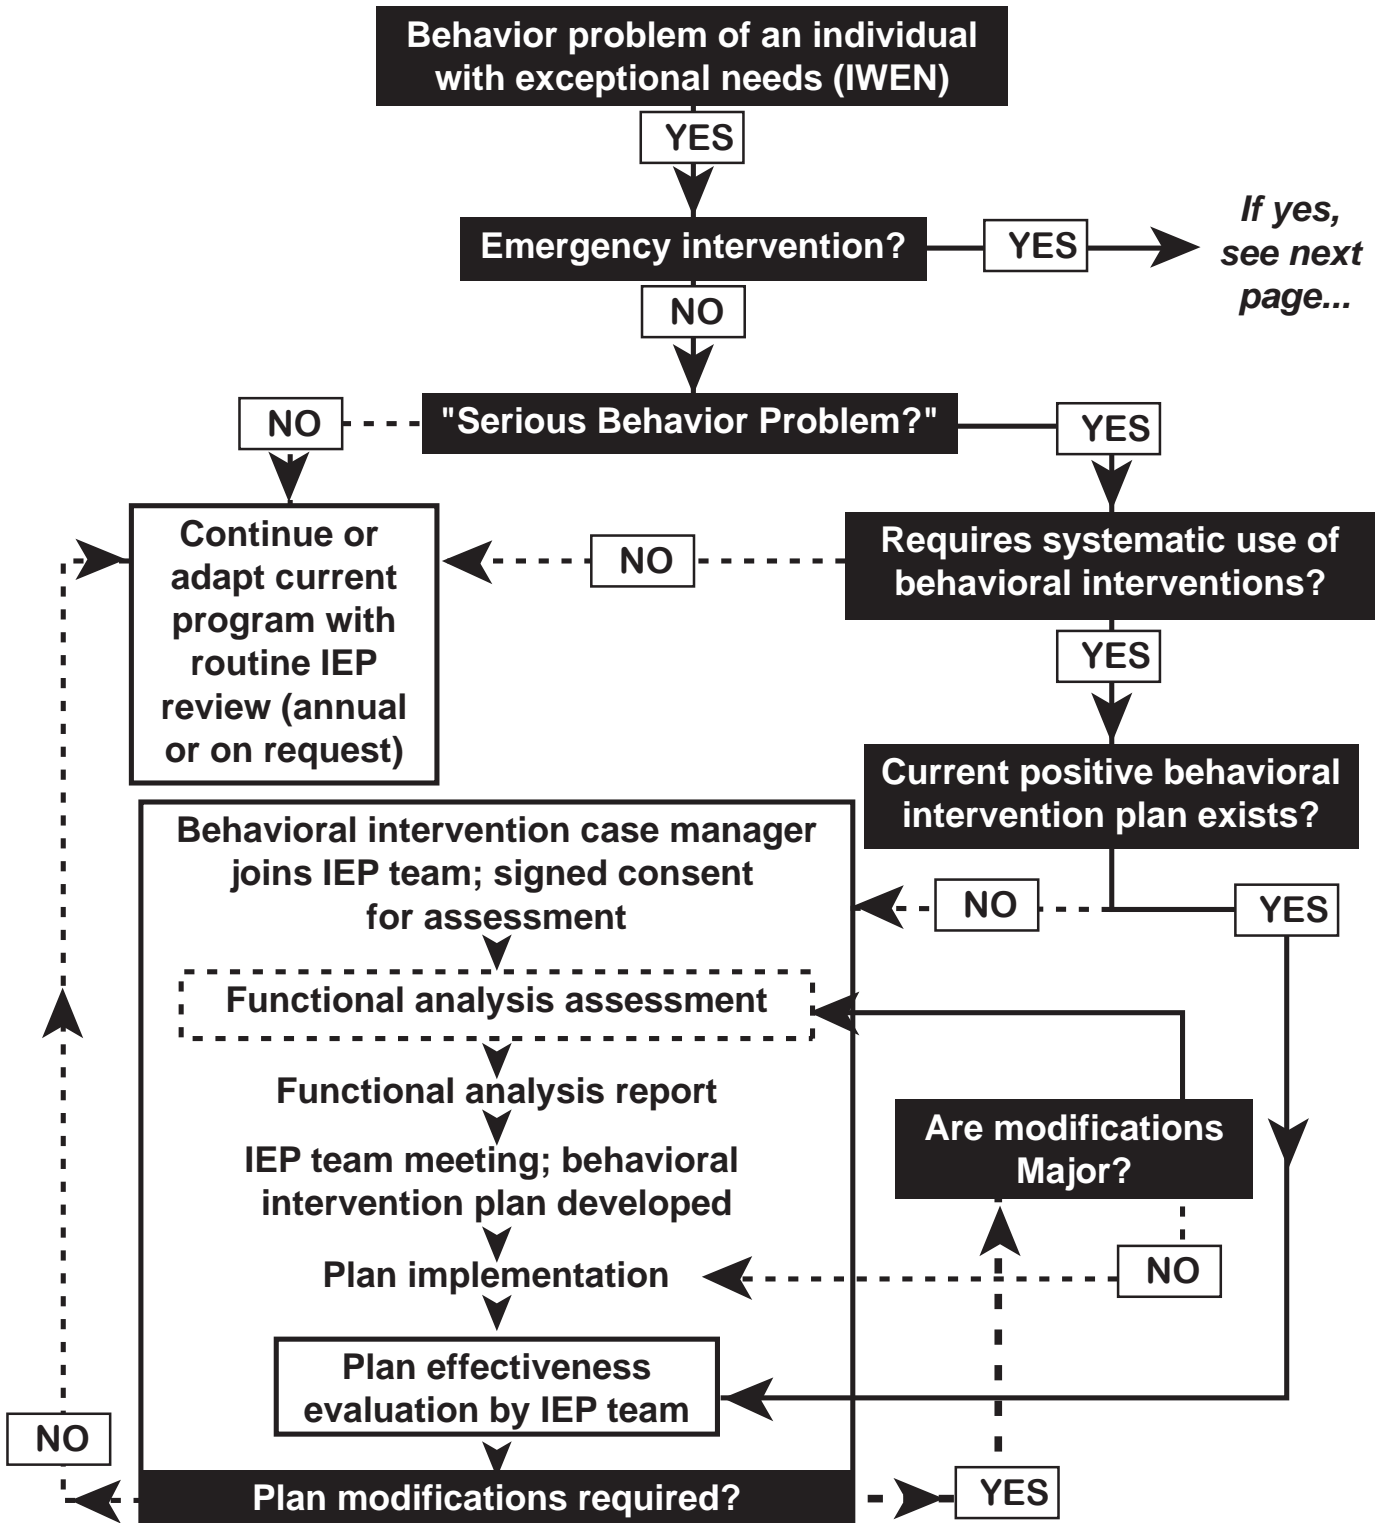 Behavior problem of an individual
with exceptional needs (IWEN)
YES
Emergency intervention?
YES
If yes,
see next
page...
NO
"Serious Behavior Problem?"
NO
YES
Continue or
adapt current
program with
routine IEP
review (annual
or on request)
NO
Requires systematic use of
behavioral interventions?
YES
Current positive behavioral
intervention plan exists?
NO
YES
Behavioral intervention case manager
joins IEP team; signed consent
for assessment
Functional analysis assessment
Functional analysis report
IEP team meeting; behavioral
intervention plan developed
Are modifications
Major?
Plan implementation
NO
Plan effectiveness
evaluation by IEP team
NO
Plan modifications required?
YES